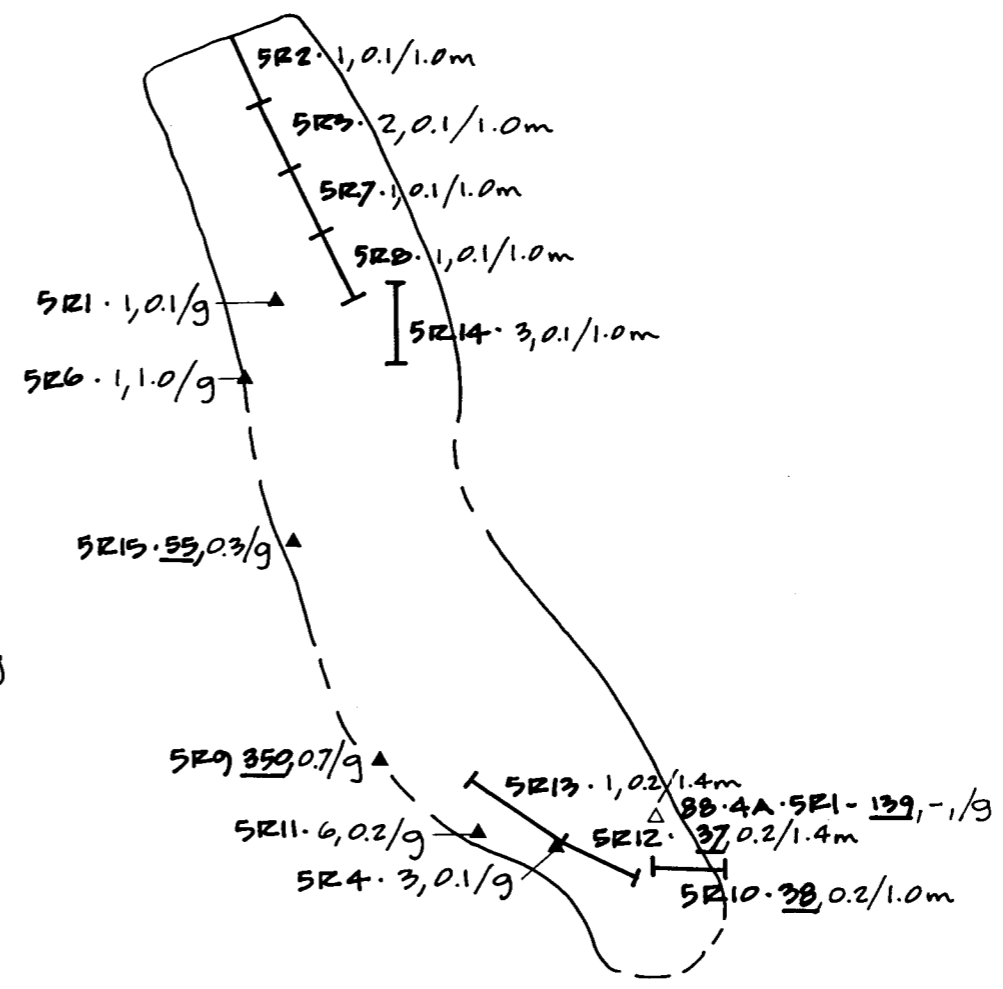 5R2·1,0.1/1.0m
5R3·2,0.1/1.0m
5R7·1,0.1/1.0m
5R8·1,0.1/1.0m
5R1·1,0.1/g
5R14·3,0.1/1.0m
5R6·1,1.0/g
5R15·55,0.3/g
5R9 350,0.7/g
5R13·1,0.2/1.4m
88·4A·5R1-139,-,/g
5R11·6,0.2/g
5R12·37,0.2/1.4m
5R4·3,0.1/g
5R10·38,0.2/1.0m